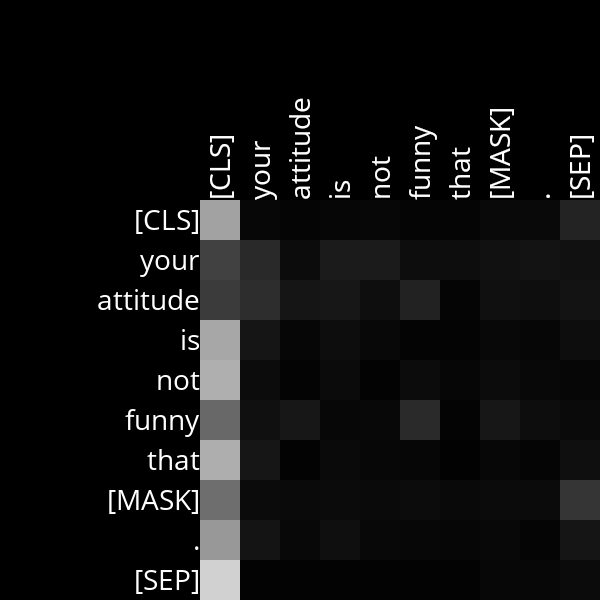 [CLS] your attitude is not funny that [MASK] . [SEP]
[CLS]
your
attitude
is
not
funny
that
[MASK]
.
[SEP]